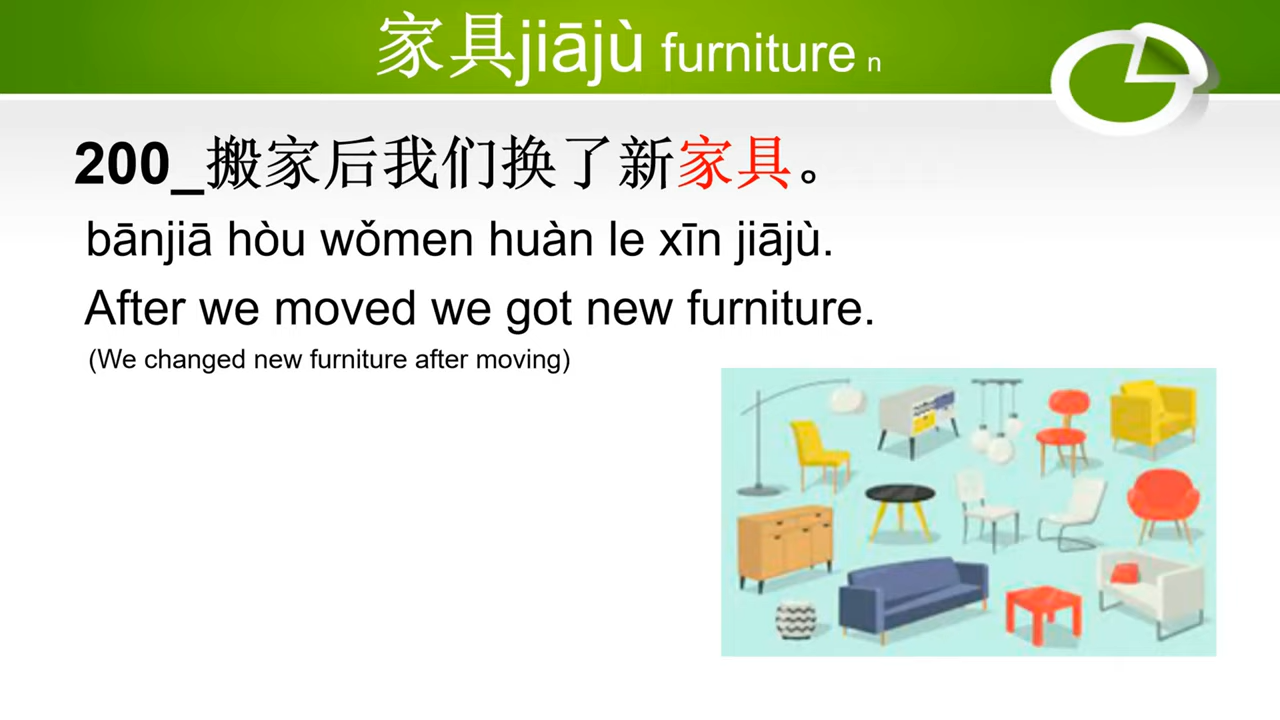 家具jiājù furniture n
200_搬家后我们换了新家具。
bānjiā hòu wǒmen huàn le xīn jiājù.
After we moved we got new furniture.
(We changed new furniture after moving)